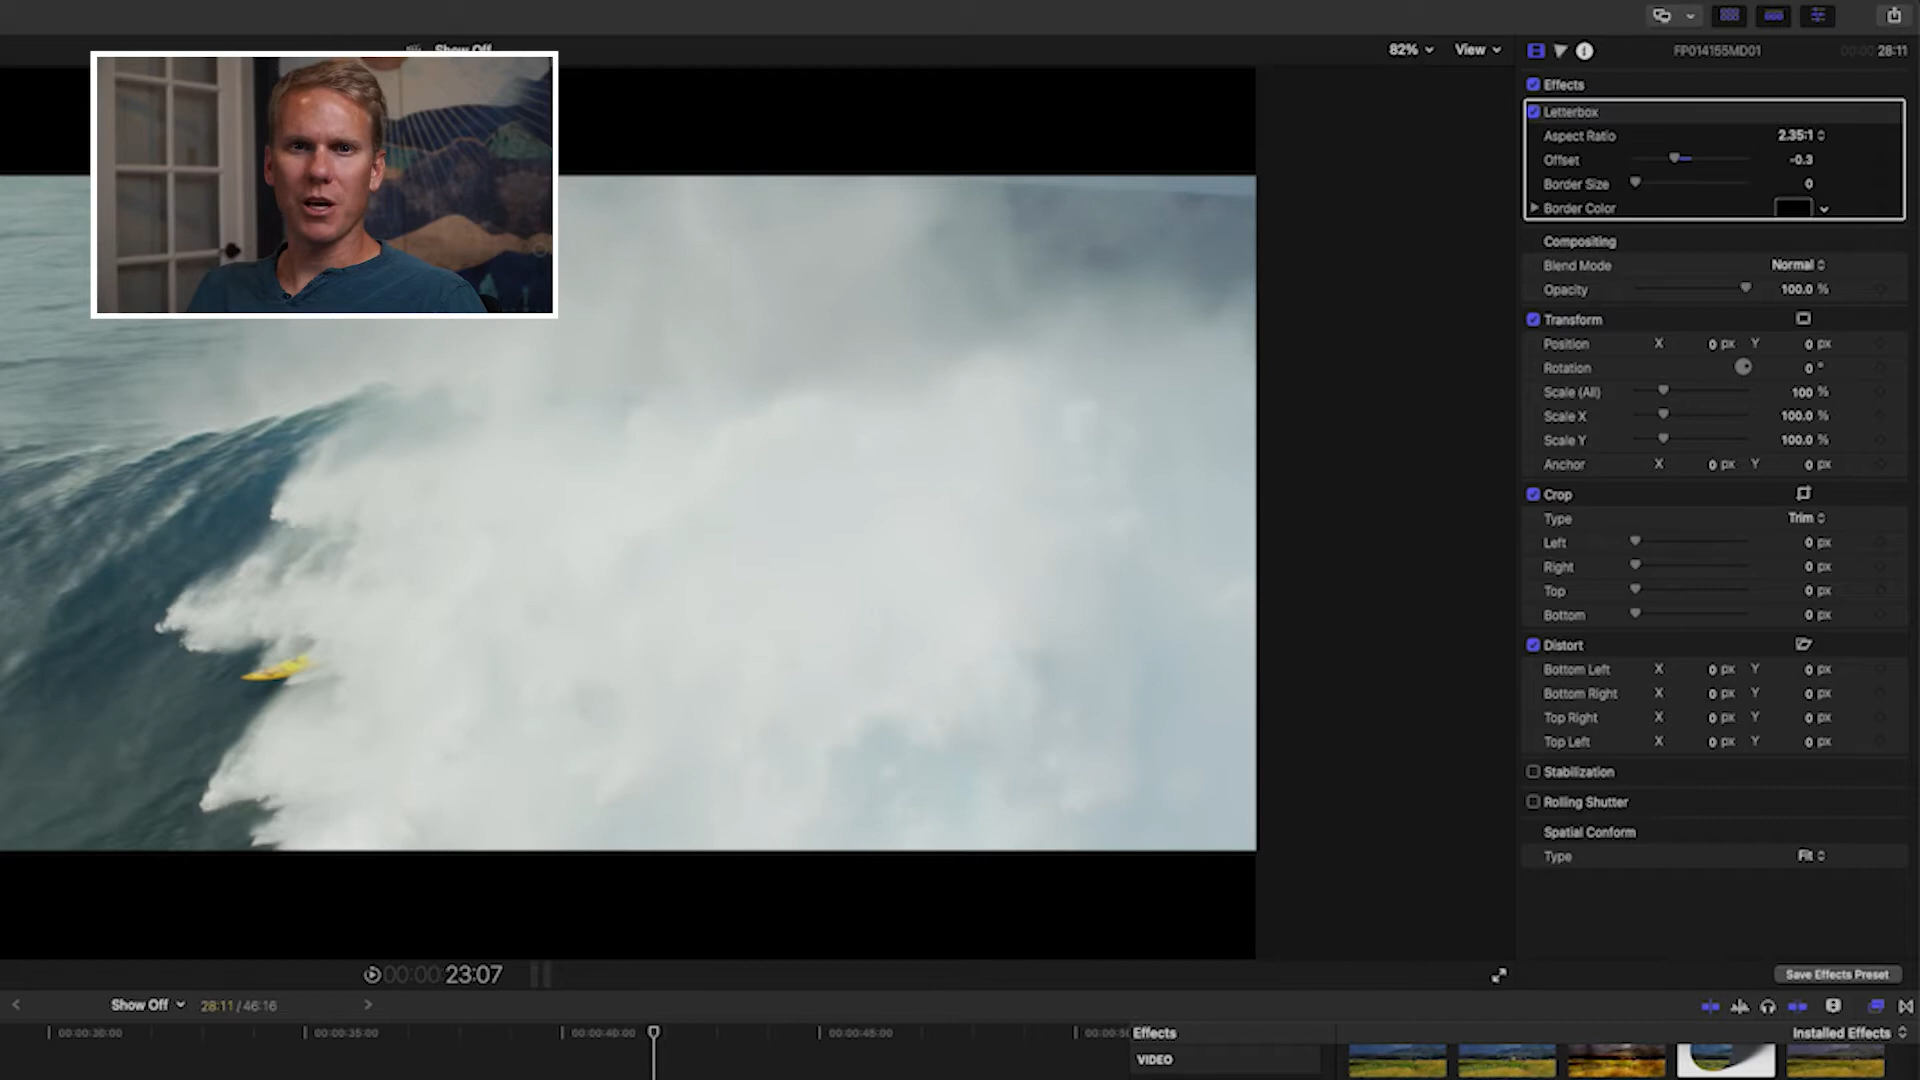 Show Off
82%
View
FP014155MD01
00:00:28:11
Effects
Letterbox
Aspect Ratio
2.35:1
Offset
-0.3
Border Size
0
Border Color
Compositing
Blend Mode
Normal
Opacity
100.0 %
Transform
Position X 0 px Y 0 px
Rotation
0 °
Scale (All)
100 %
Scale X
100.0 %
Scale Y
100.0 %
Anchor X 0 px Y 0 px
Crop
Type
Trim
Left
0 px
Right
0 px
Top
0 px
Bottom
0 px
Distort
Bottom Left X 0 px Y 0 px
Bottom Right X 0 px Y 0 px
Top Right X 0 px Y 0 px
Top Left X 0 px Y 0 px
Stabilization
Rolling Shutter
Spatial Conform
Type
Fit
00:00:23:07
Save Effects Preset
Show Off
28:11 / 46:16
00:00:30:00
00:00:35:00
00:00:40:00
00:00:45:00
Effects
Installed Effects
VIDEO